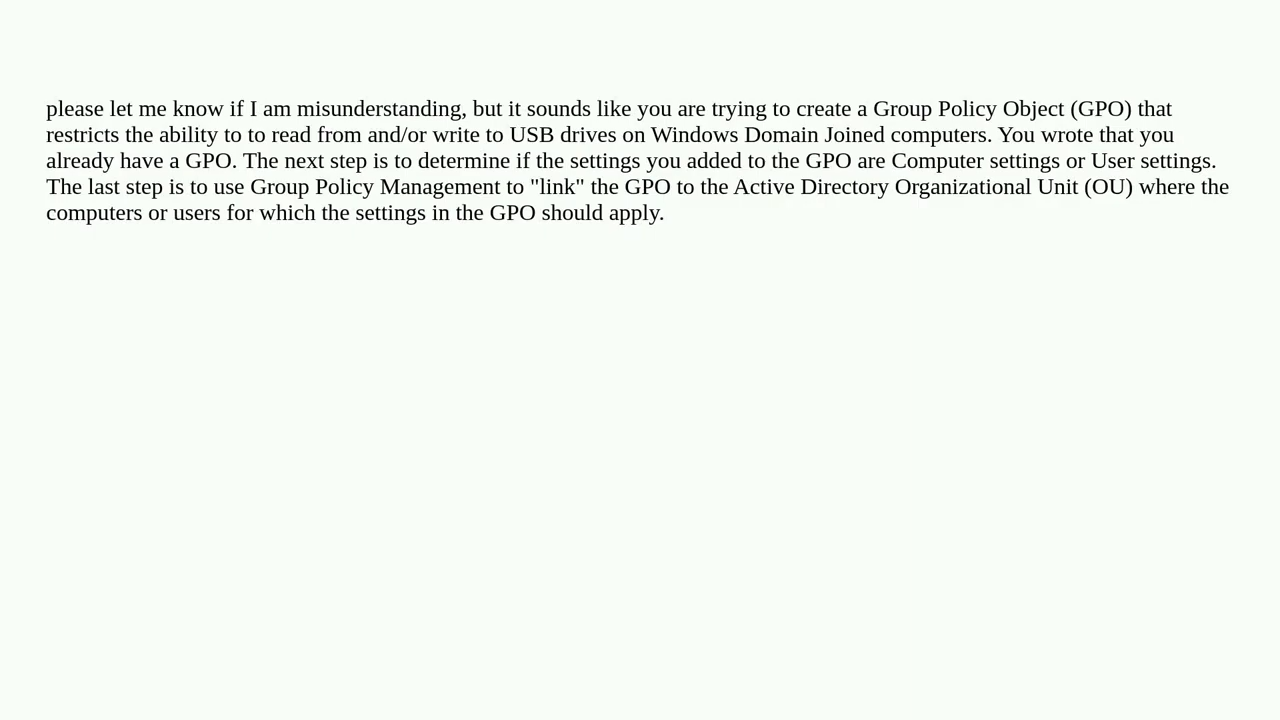 please let me know if I am misunderstanding, but it sounds like you are trying to create a Group Policy Object (GPO) that
restricts the ability to to read from and/or write to USB drives on Windows Domain Joined computers. You wrote that you
already have a GPO. The next step is to determine if the settings you added to the GPO are Computer settings or User settings.
The last step is to use Group Policy Management to "link" the GPO to the Active Directory Organizational Unit (OU) where the
computers or users for which the settings in the GPO should apply.